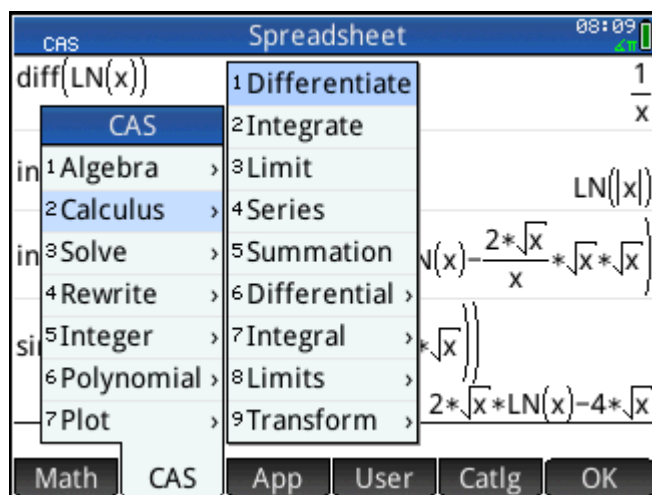 CAS Spreadsheet 08:09
∡π
diff(LN(x))
1/x
CAS
1 Algebra ›
2 Calculus ›
3 Solve ›
4 Rewrite ›
5 Integer ›
6 Polynomial ›
7 Plot ›
1 Differentiate
2 Integrate
3 Limit
4 Series
5 Summation
6 Differential ›
7 Integral ›
8 Limits ›
9 Transform ›
in
LN(|x|)
in
(x)-2*√x/x*√x*√x)
*√x))
2*√x*LN(x)-4*√x
Math CAS App User Catlg OK